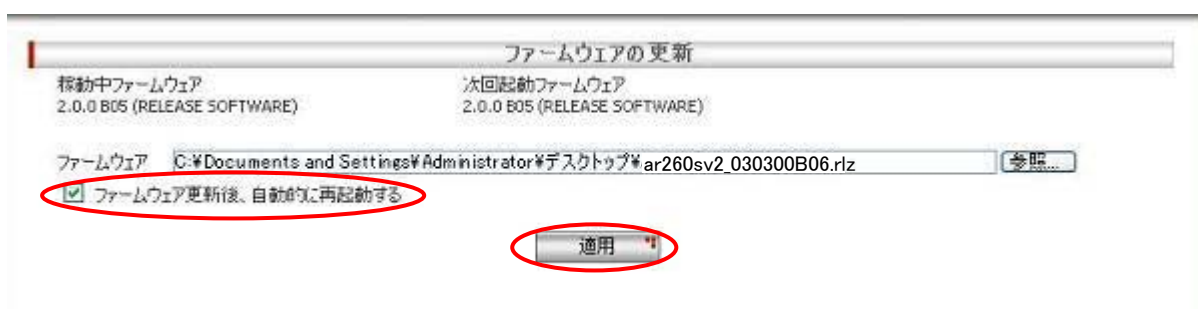 ファームウェアの更新
稼動中ファームウェア 次回起動ファームウェア
2.0.0 B05 (RELEASE SOFTWARE) 2.0.0 B05 (RELEASE SOFTWARE)
ファームウェア C:¥Documents and Settings¥Administrator¥デスクトップ¥ar260sv2_030300B06.rlz 参照...
ファームウェア更新後、自動的に再起動する
適用